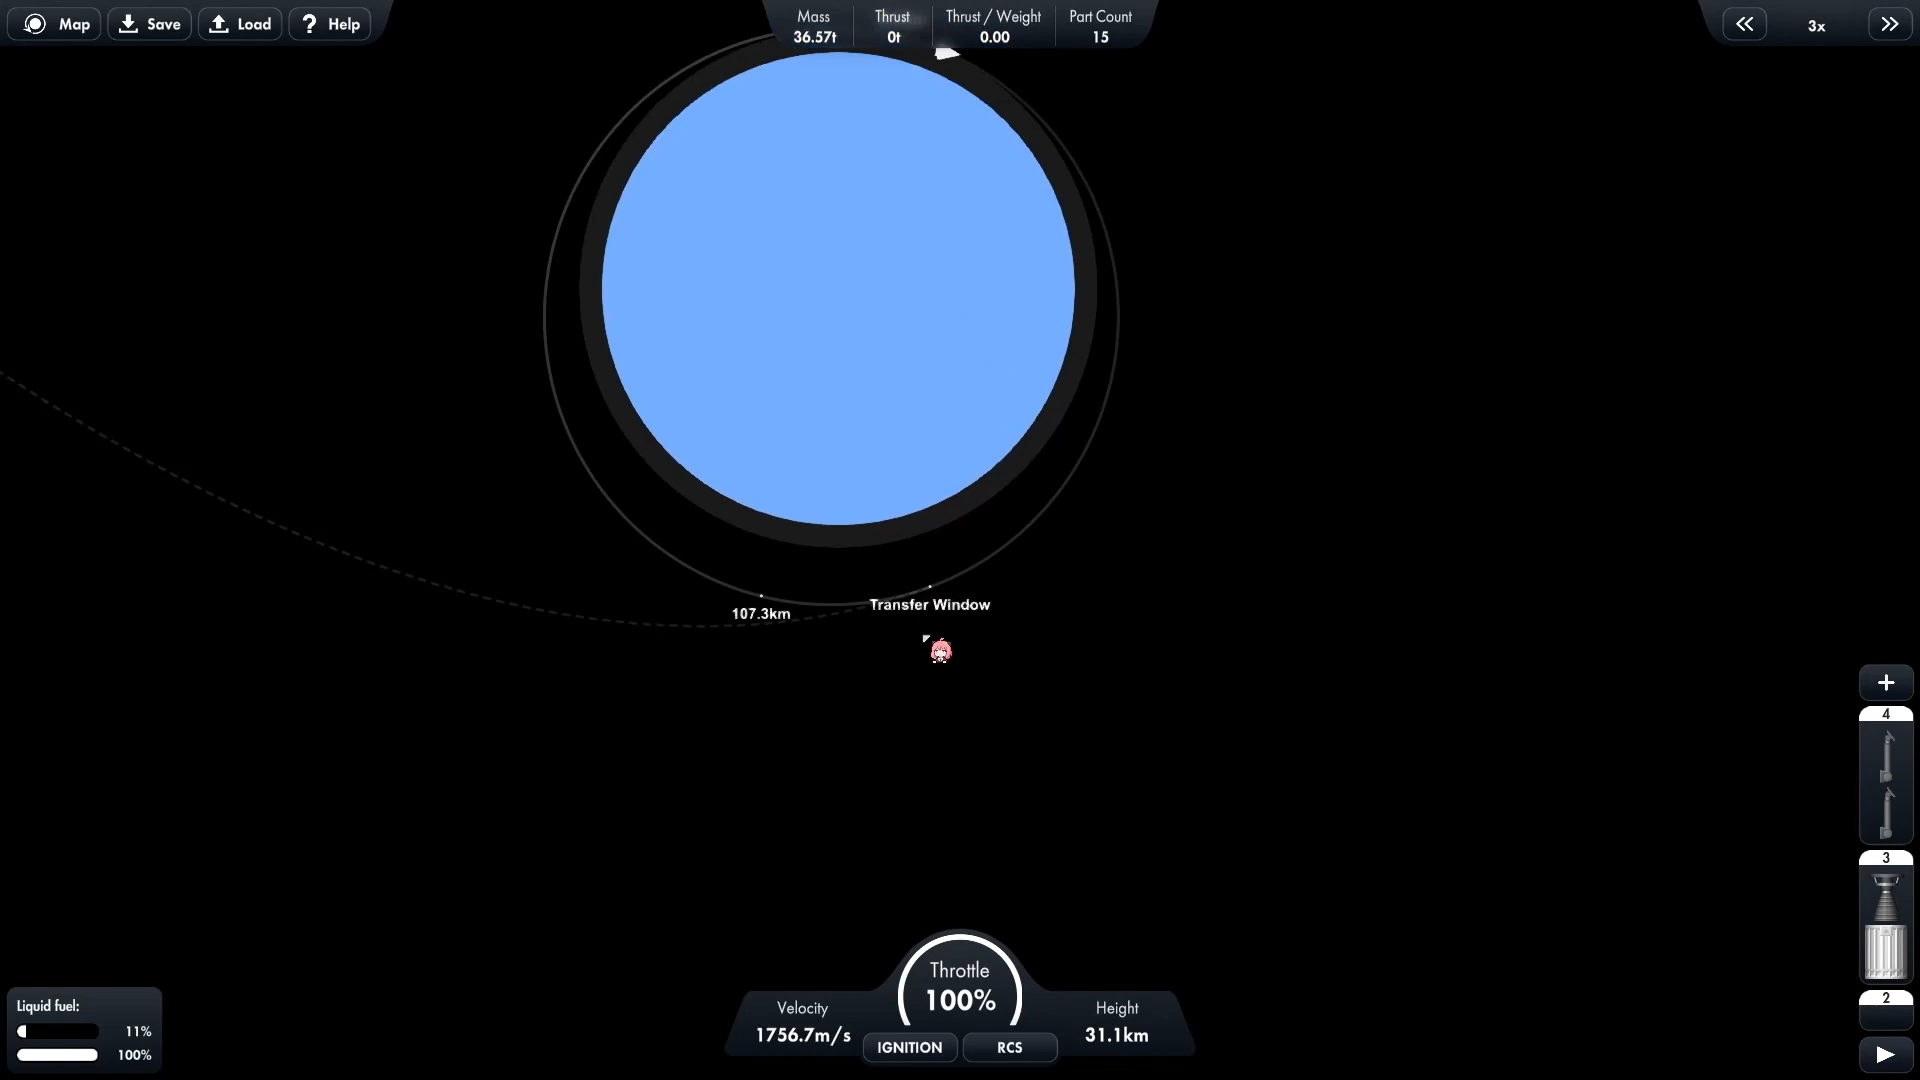 Map
Save
Load
Help
Mass
36.57t
Thrust
0t
Thrust / Weight
0.00
Part Count
15
3x
107.3km
Transfer Window
4
3
2
Liquid fuel:
11%
100%
Throttle
100%
Velocity
1756.7m/s
Height
31.1km
IGNITION
RCS